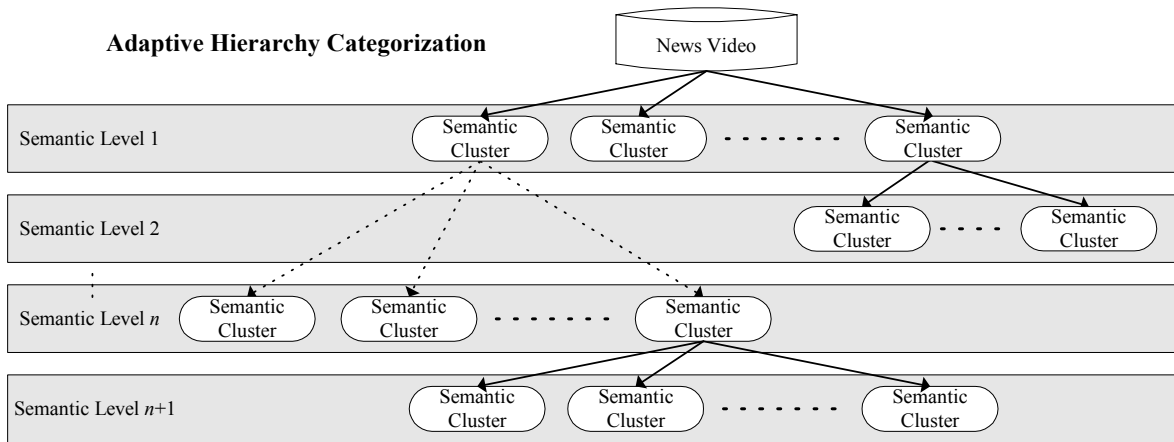 Adaptive Hierarchy Categorization
News Video
Semantic Level 1
Semantic
Cluster
Semantic
Cluster
Semantic
Cluster
Semantic Level 2
Semantic
Cluster
Semantic
Cluster
Semantic Level n
Semantic
Cluster
Semantic
Cluster
Semantic
Cluster
Semantic Level n+1
Semantic
Cluster
Semantic
Cluster
Semantic
Cluster